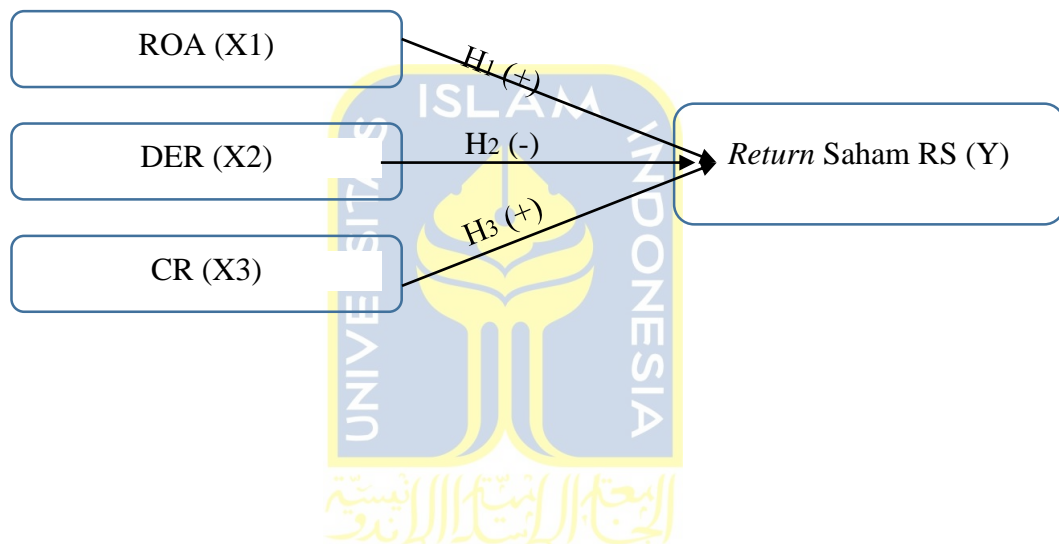 ROA (X1)
H1 (+)
DER (X2)
H2 (-)
Return Saham RS (Y)
CR (X3)
H3 (+)
ISLAM
UNIVERSITAS
INDONESIA